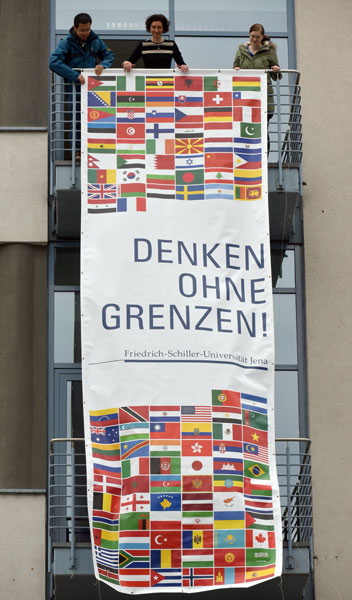 DENKEN
OHNE
GRENZEN!
Friedrich-Schiller-Universität Jena